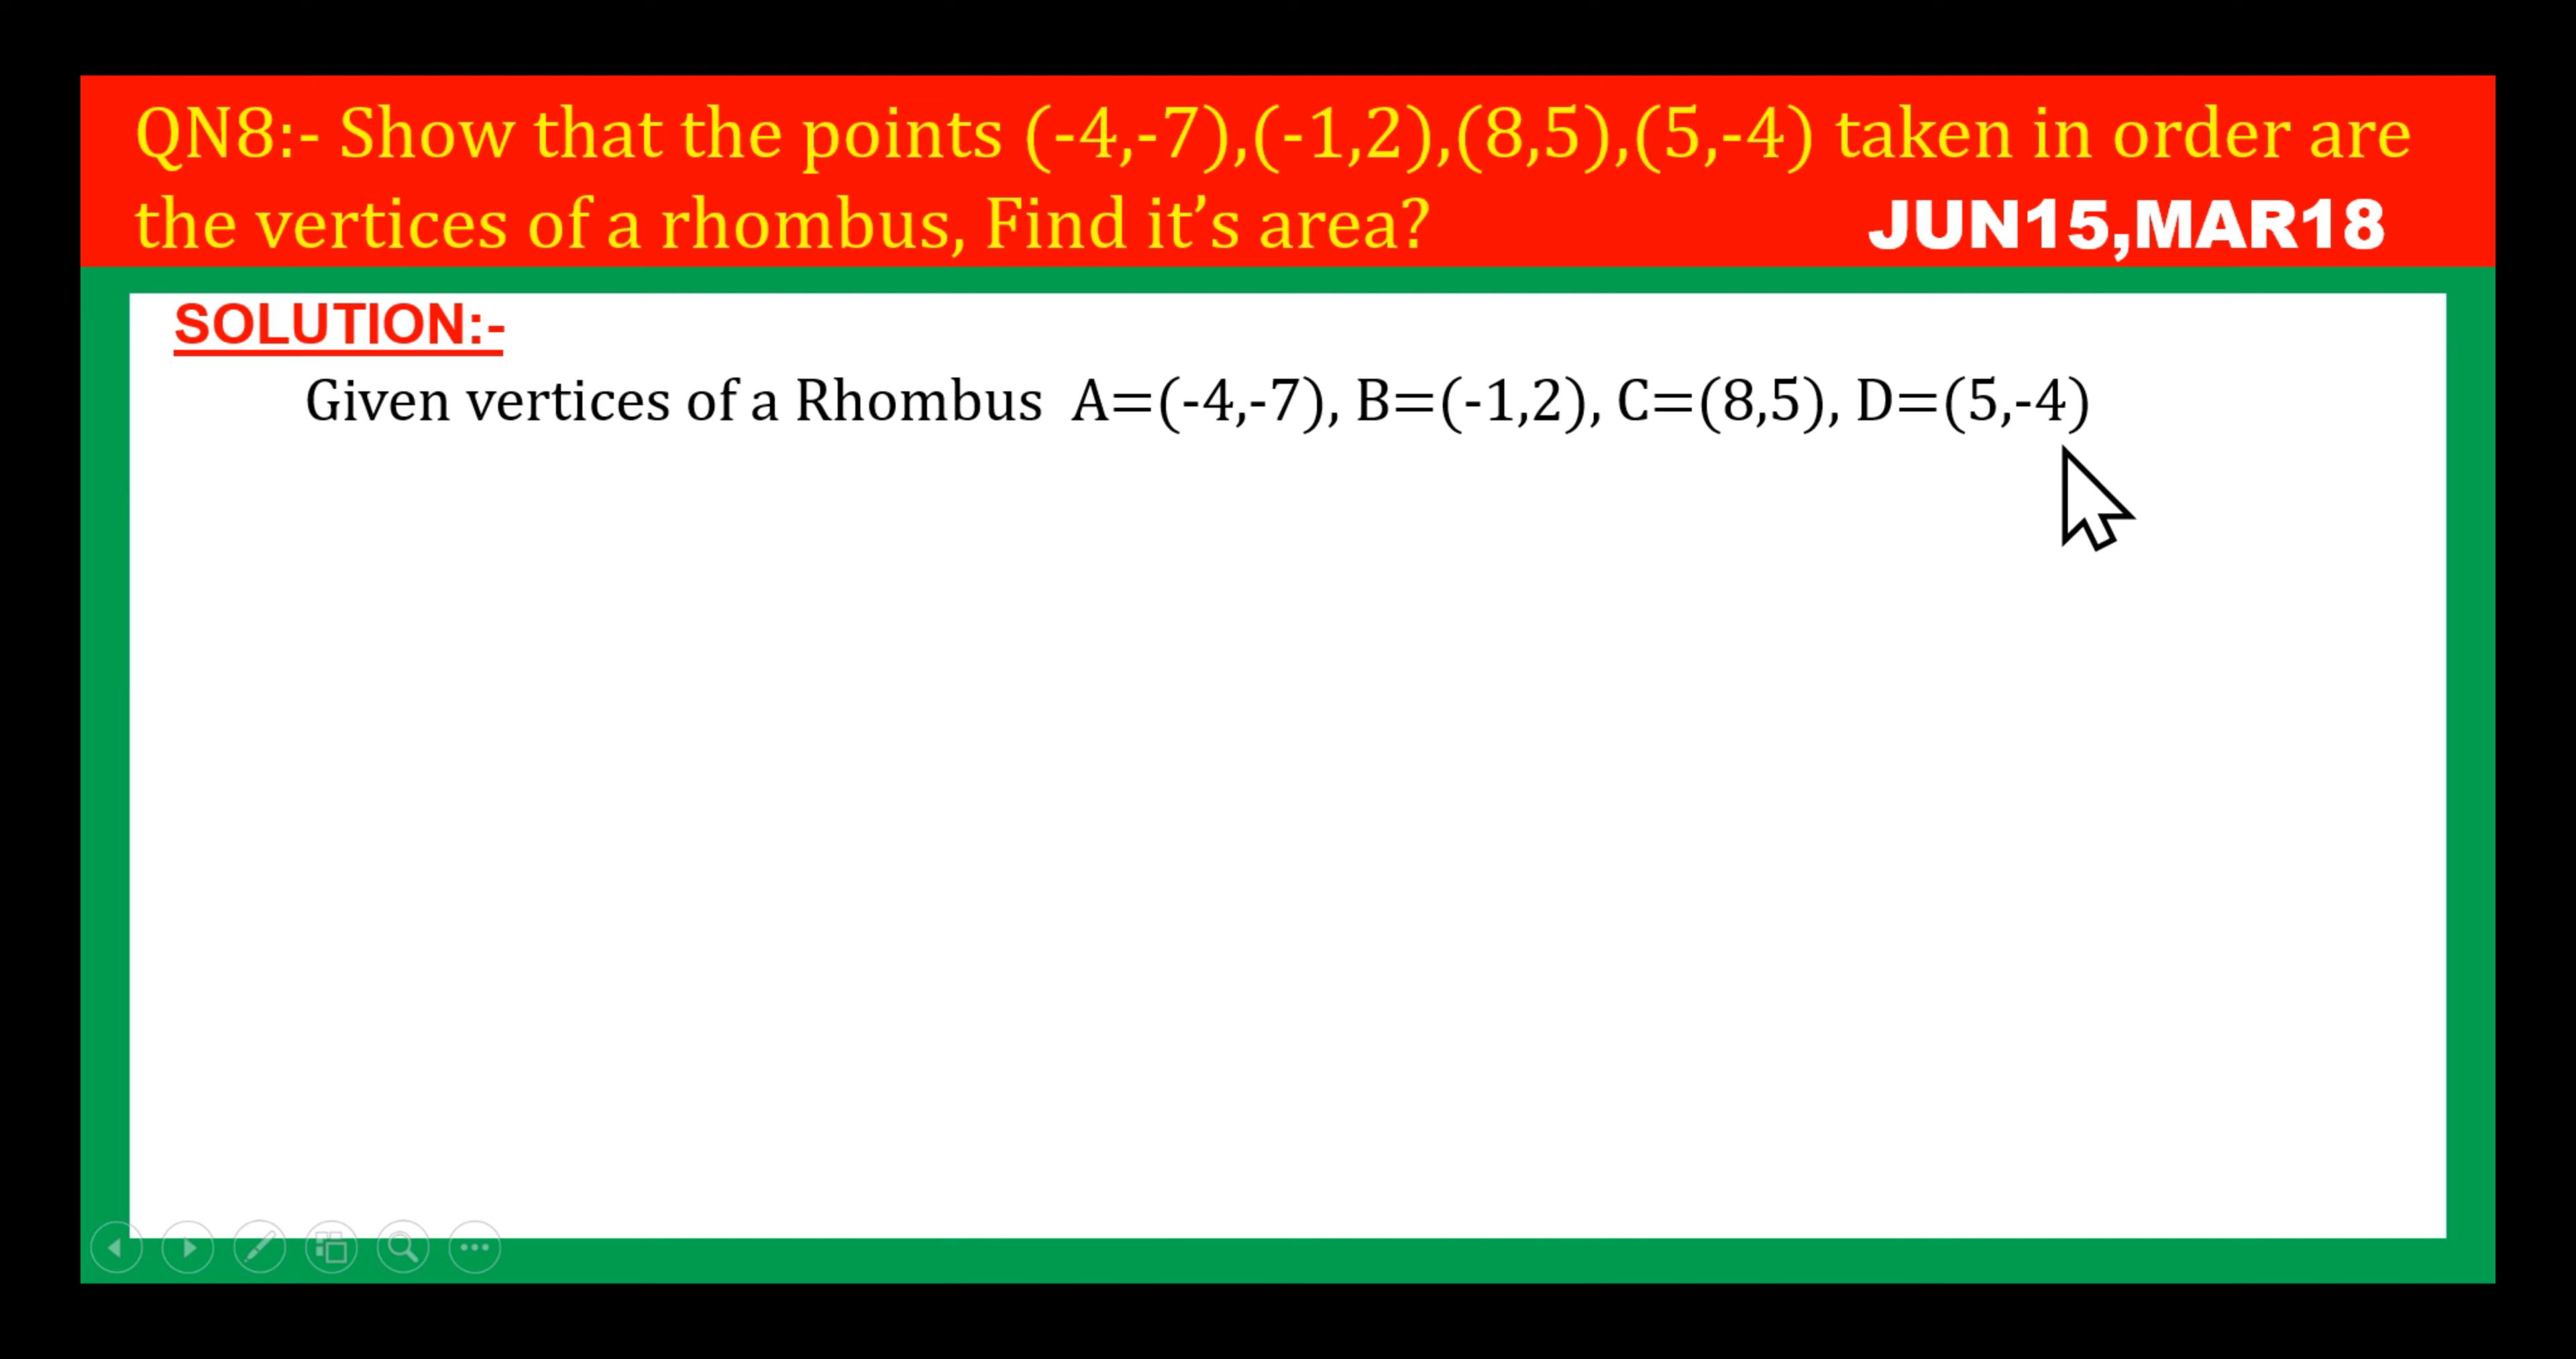 QN8:- Show that the points (-4,-7),(-1,2),(8,5),(5,-4) taken in order are
the vertices of a rhombus, Find it’s area? JUN15,MAR18
SOLUTION:-
Given vertices of a Rhombus A=(-4,-7), B=(-1,2), C=(8,5), D=(5,-4)